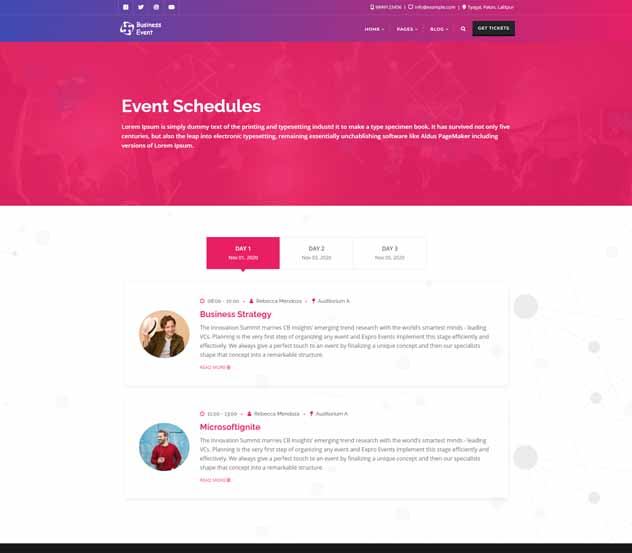 9849123456 | info@example.com | Tyagal, Patan, Lalitpur
Business
Event
HOME
PAGES
BLOG
GET TICKETS
Event Schedules
Lorem Ipsum is simply dummy text of the printing and typesetting industd it to make a type specimen book. It has survived not only five
centuries, but also the leap into electronic typesetting, remaining essentially unchablishing software like Aldus PageMaker including
versions of Lorem Ipsum.
DAY 1
Nov 01, 2020
DAY 2
Nov 03, 2020
DAY 3
Nov 05, 2020
08:00 - 10:00 • Rebecca Mendoza • Auditorium A
Business Strategy
The Innovation Summit marries CB Insights' emerging trend research with the world's smartest minds - leading
VCs. Planning is the very first step of organizing any event and Expro Events implement this stage efficiently and
effectively. We always give a perfect touch to an event by finalizing a unique concept and then our specialists
shape that concept into a remarkable structure.
READ MORE
11:00 - 13:00 • Rebecca Mendoza • Auditorium A
Microsoftignite
The Innovation Summit marries CB Insights' emerging trend research with the world's smartest minds - leading
VCs. Planning is the very first step of organizing any event and Expro Events implement this stage efficiently and
effectively. We always give a perfect touch to an event by finalizing a unique concept and then our specialists
shape that concept into a remarkable structure.
READ MORE